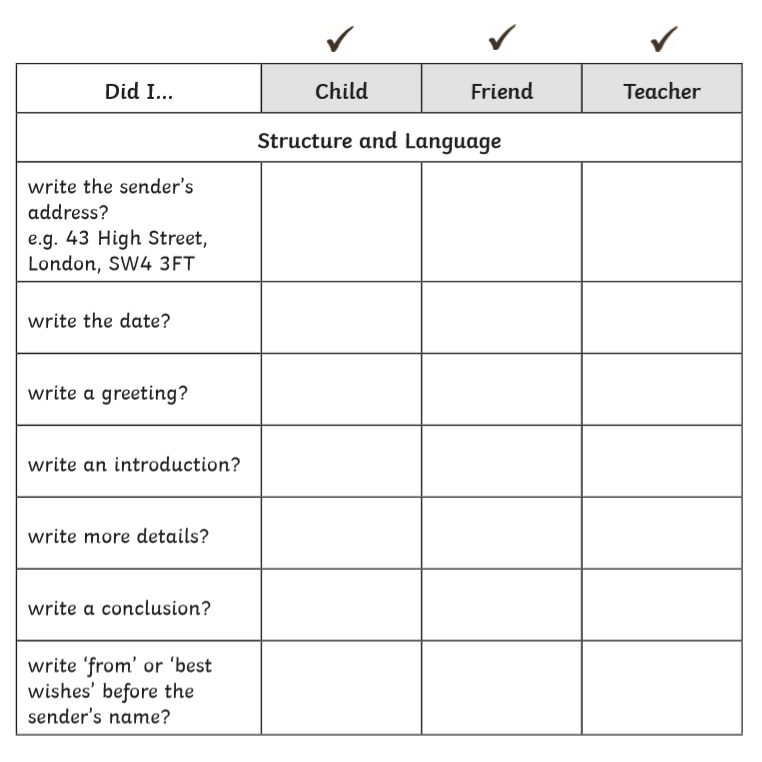 Did I... Child Friend Teacher
Structure and Language
write the sender's
address?
e.g. 43 High Street,
London, SW4 3FT
write the date?
write a greeting?
write an introduction?
write more details?
write a conclusion?
write ‘from’ or ‘best
wishes’ before the
sender's name?